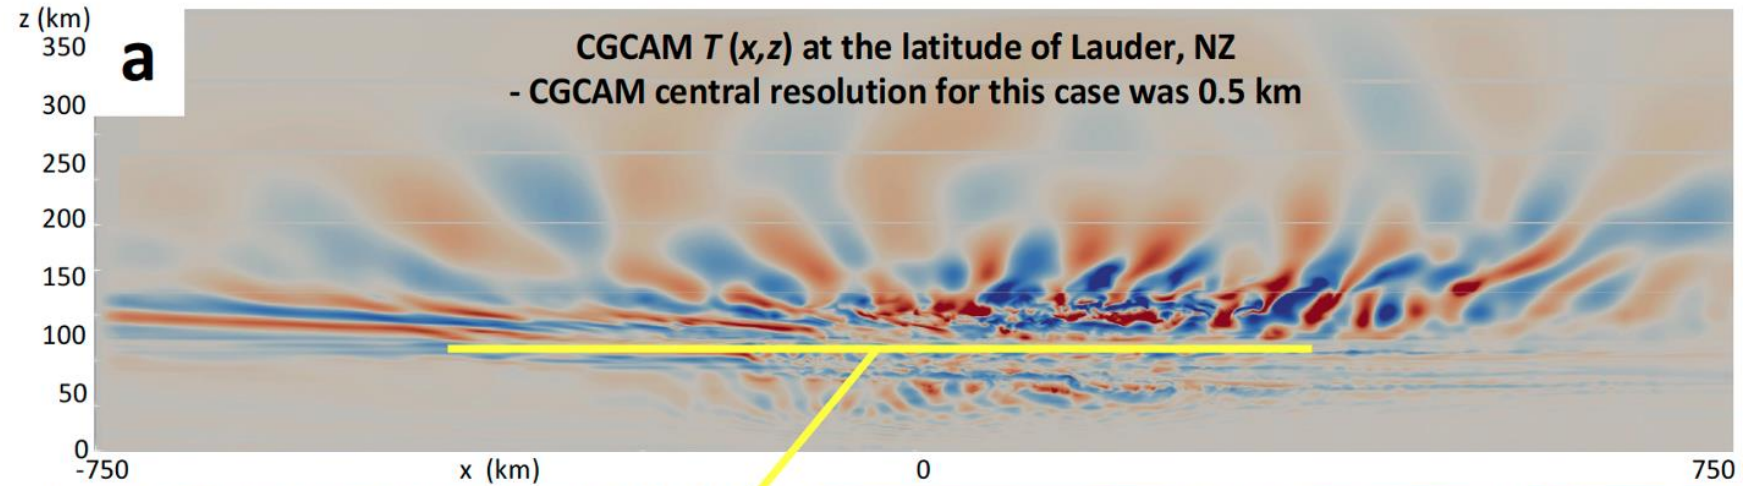 z (km)
a
CGCAM T (x,z) at the latitude of Lauder, NZ
- CGCAM central resolution for this case was 0.5 km
350
300
250
200
150
100
50
0
-750
x (km)
0
750